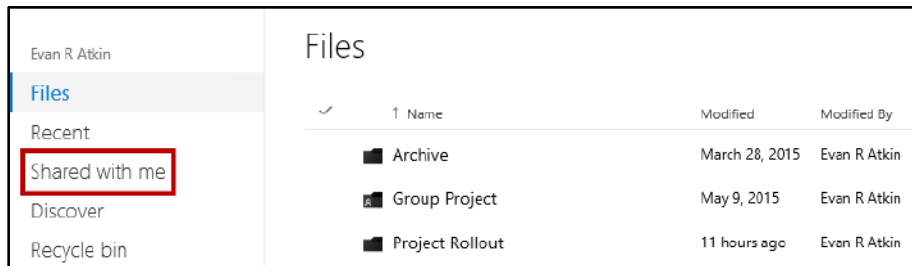 Evan R Atkin
Files
Recent
Shared with me
Discover
Recycle bin
Files
↑ Name Modified Modified By
Archive March 28, 2015 Evan R Atkin
Group Project May 9, 2015 Evan R Atkin
Project Rollout 11 hours ago Evan R Atkin